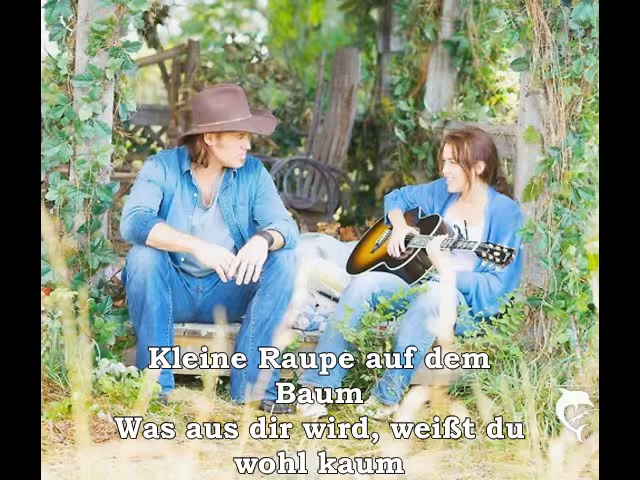 Kleine Raupe auf dem
Baum
Was aus dir wird, weißt du
wohl kaum